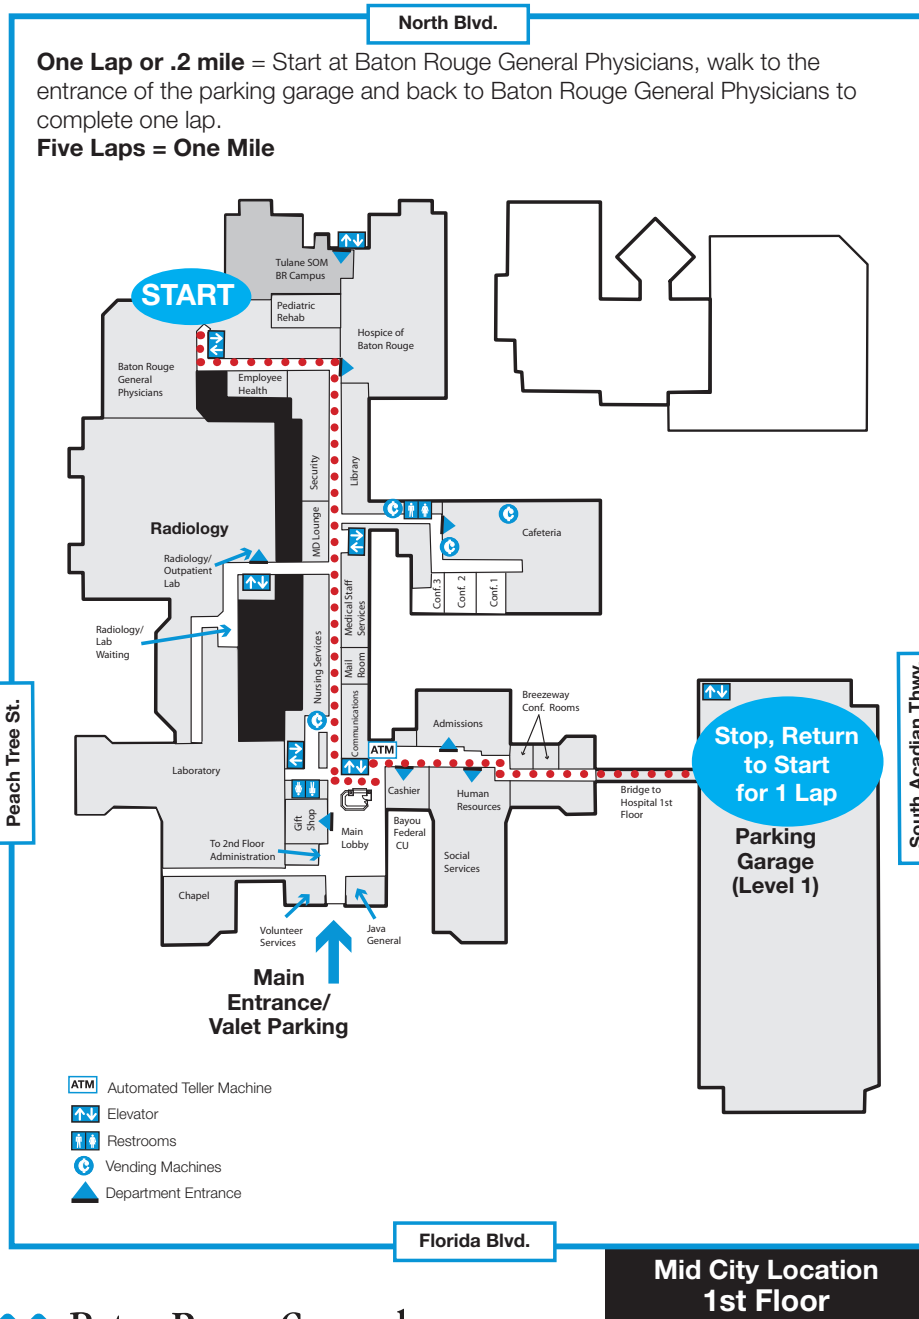 North Blvd.
One Lap or .2 mile = Start at Baton Rouge General Physicians, walk to the
entrance of the parking garage and back to Baton Rouge General Physicians to
complete one lap.
Five Laps = One Mile
Tulane SOM
BR Campus
START
Pediatric
Rehab
Hospice of
Baton Rouge
Baton Rouge
General
Physicians
Employee
Health
Security
Library
Radiology
MD Lounge
Cafeteria
Radiology/
Outpatient
Lab
Conf. 3
Conf. 2
Conf. 1
Medical Staff
Services
Radiology/
Lab
Waiting
Nursing Services
Mail
Room
Communications
Breezeway
Conf. Rooms
Admissions
ATM
Peach Tree St.
South Acadian Thwy.
Stop, Return
to Start
for 1 Lap
Laboratory
Cashier
Human
Resources
Bridge to
Hospital 1st
Floor
Gift
Shop
Main
Lobby
Bayou
Federal
CU
To 2nd Floor
Administration
Social
Services
Parking
Garage
(Level 1)
Chapel
Volunteer
Services
Java
General
Main
Entrance/
Valet Parking
ATM Automated Teller Machine
Elevator
Restrooms
Vending Machines
Department Entrance
Florida Blvd.
Mid City Location
1st Floor
Baton Rouge General